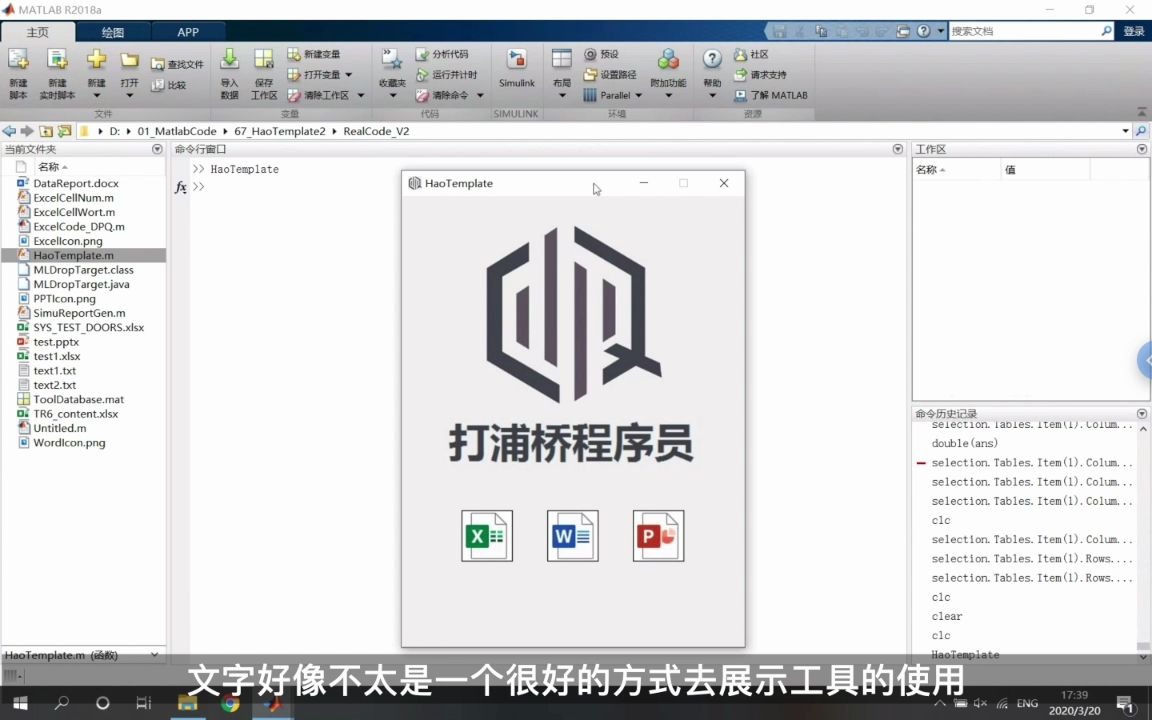 MATLAB R2018a
主页
绘图
APP
搜索文档
登录
新建
脚本
新建
实时脚本
新建
打开
查找文件
比较
导入
数据
保存
工作区
新建变量
打开变量
清除工作区
收藏夹
分析代码
运行并计时
清除命令
Simulink
布局
预设
设置路径
Parallel
附加功能
帮助
社区
请求支持
了解 MATLAB
文件
变量
代码
SIMULINK
环境
资源
D: 01_MatlabCode 67_HaoTemplate2 RealCode_V2
当前文件夹
名称
DataReport.docx
ExcelCellNum.m
ExcelCellWort.m
ExcelCode_DPQ.m
ExcelIcon.png
HaoTemplate.m
MLDropTarget.class
MLDropTarget.java
PPTIcon.png
SimuReportGen.m
SYS_TEST_DOORS.xlsx
test.pptx
test1.xlsx
text1.txt
text2.txt
ToolDatabase.mat
TR6_content.xlsx
Untitled.m
WordIcon.png
HaoTemplate.m (函数)
命令行窗口
>> HaoTemplate
fx >>
HaoTemplate
打浦桥程序员
X
W
P
工作区
名称
值
命令历史记录
selection.Tables.Item(1).Colum...
double(ans)
selection.Tables.Item(1).Colum...
selection.Tables.Item(1).Colum...
selection.Tables.Item(1).Colum...
clc
selection.Tables.Item(1).Colum...
selection.Tables.Item(1).Rows....
selection.Tables.Item(1).Rows....
clc
clear
clc
HaoTemplate
文字好像不太是一个很好的方式去展示工具的使用
ENG
17:39
2020/3/20
1